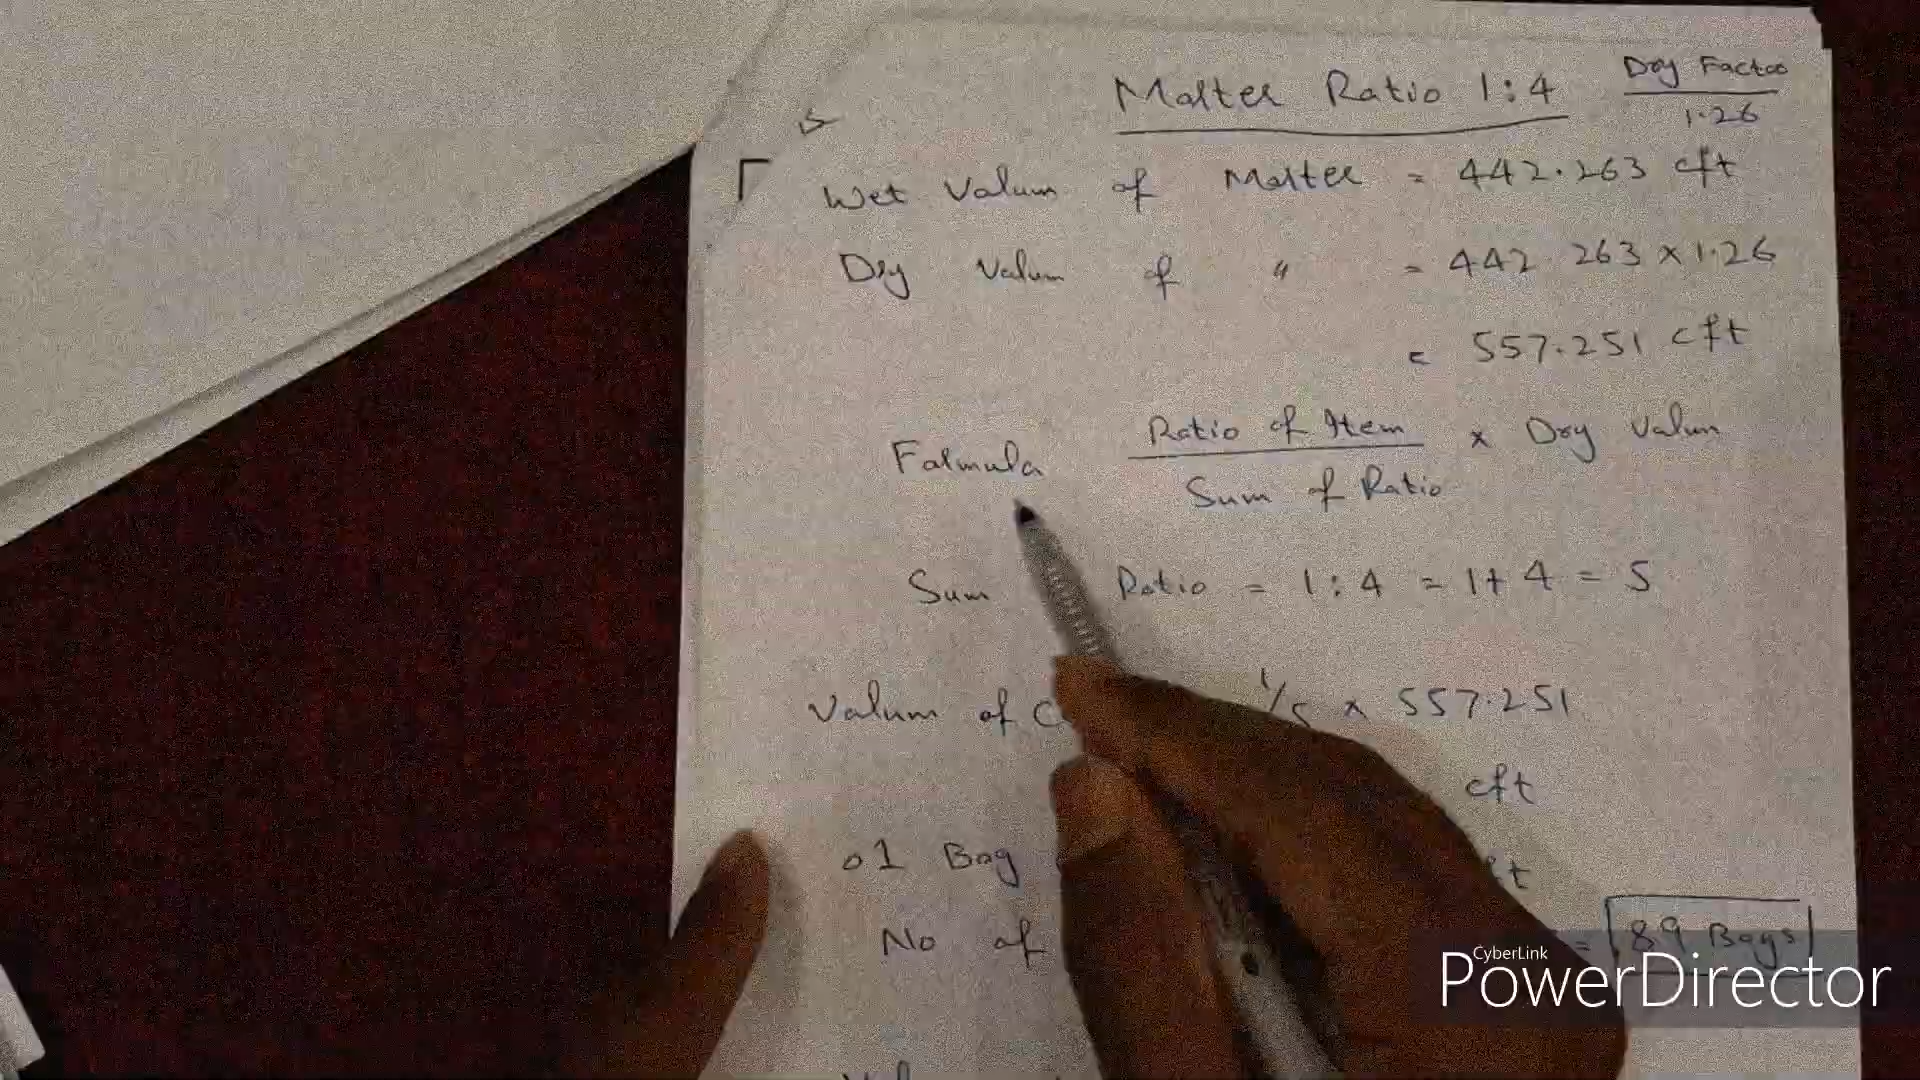 Malter Ratio 1:4
Dry Factor
1.26
Wet Valum of Malter = 442.263 cft
Dry Valum of " = 442.263 x 1.26
= 557.251 cft
Falmula Ratio of Item x Dry Valum
Sum of Ratio
Sum Ratio = 1:4 = 1+4 = 5
Valum of C 1/5 x 557.251
cft
01 Bag
No of = 89 Bags
CyberLink
PowerDirector